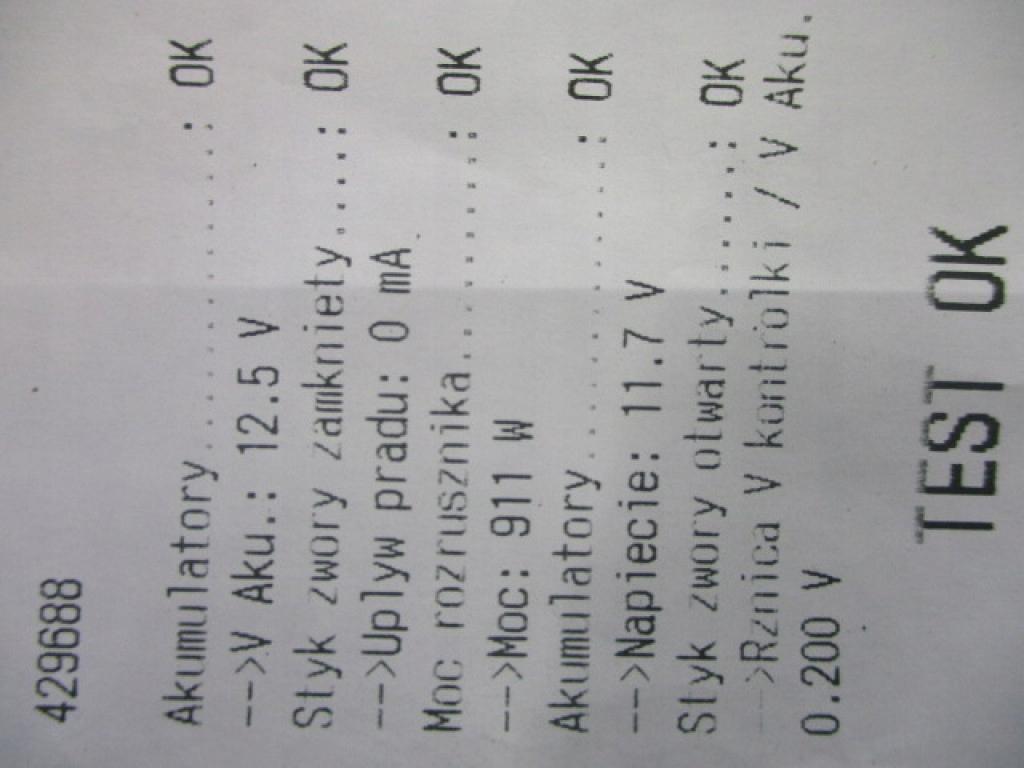 429688
Akumulatory...............: OK
-->V Aku.: 12.5 V
Styk zwory zamkniety.....: OK
-->Uplyw pradu: 0 mA
Moc rozrusznika............: OK
-->Moc: 911 W
Akumulatory...............: OK
-->Napiecie: 11.7 V
Styk zwory otwarty.......: OK
-->Rznica V kontriolki / V Aku.
0.200 V
TEST OK